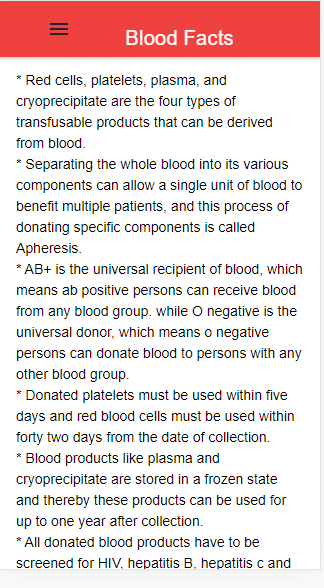 Blood Facts
* Red cells, platelets, plasma, and
cryoprecipitate are the four types of
transfusable products that can be derived
from blood.
* Separating the whole blood into its various
components can allow a single unit of blood to
benefit multiple patients, and this process of
donating specific components is called
Apheresis.
* AB+ is the universal recipient of blood, which
means ab positive persons can receive blood
from any blood group. while O negative is the
universal donor, which means o negative
persons can donate blood to persons with any
other blood group.
* Donated platelets must be used within five
days and red blood cells must be used within
forty two days from the date of collection.
* Blood products like plasma and
cryoprecipitate are stored in a frozen state
and thereby these products can be used for
up to one year after collection.
* All donated blood products have to be
screened for HIV, hepatitis B, hepatitis c and